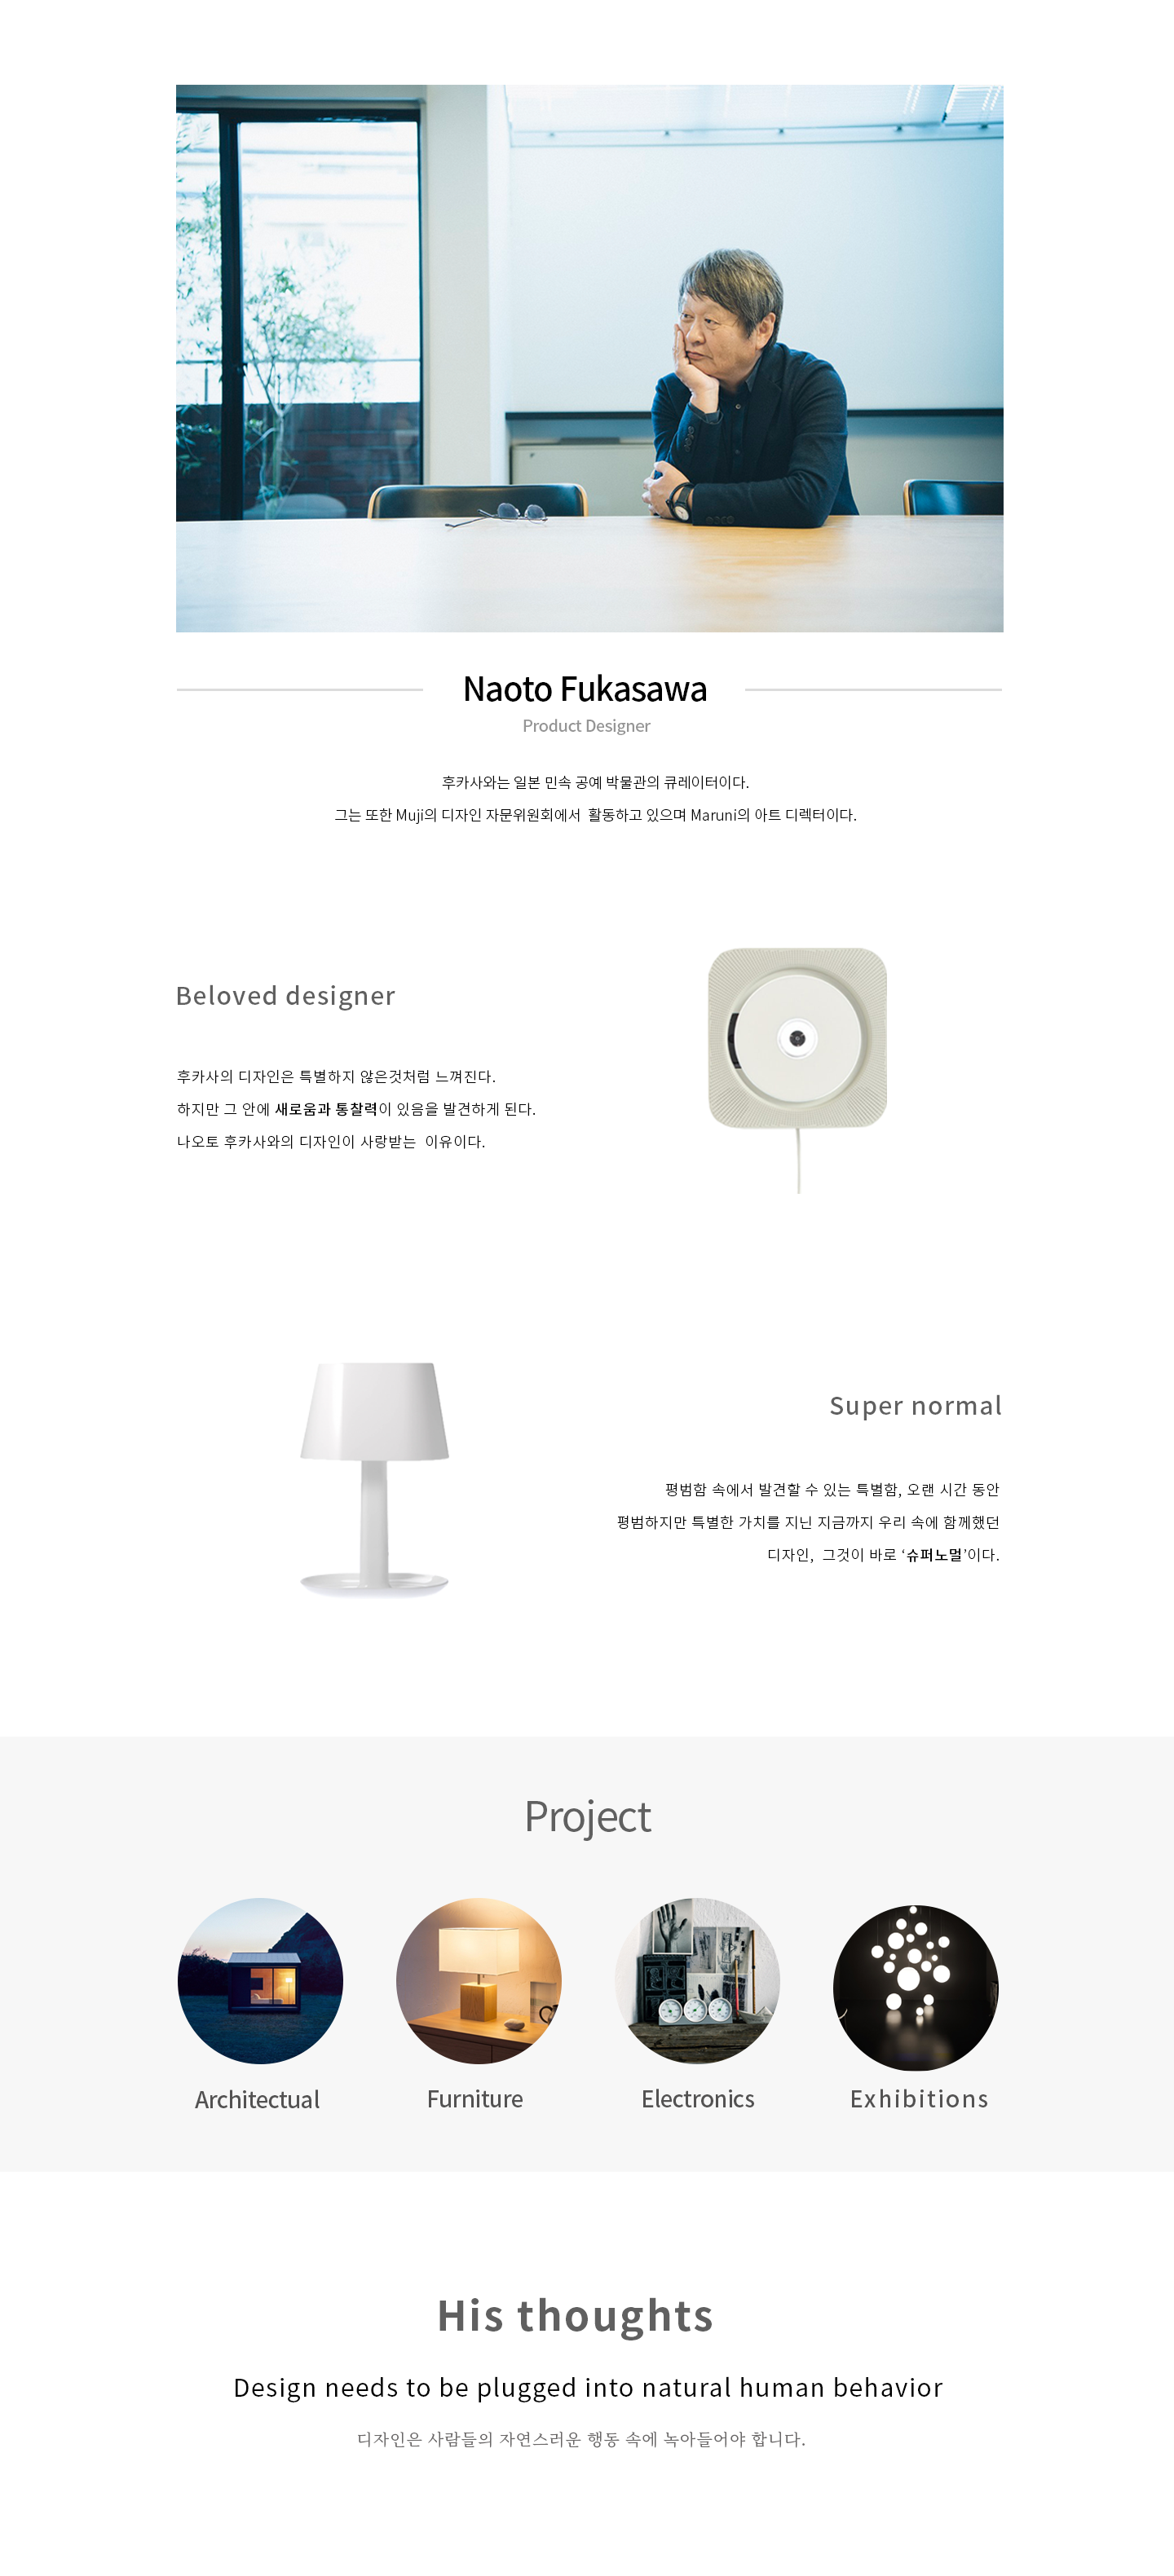 Naoto Fukasawa
Product Designer
후카사와는 일본 민속 공예 박물관의 큐레이터이다.
그는 또한 Muji의 디자인 자문위원회에서 활동하고 있으며 Maruni의 아트 디렉터이다.
Beloved designer
후카사의 디자인은 특별하지 않은것처럼 느껴진다.
하지만 그 안에 새로움과 통찰력이 있음을 발견하게 된다.
나오토 후카사와의 디자인이 사랑받는 이유이다.
Super normal
평범함 속에서 발견할 수 있는 특별함, 오랜 시간 동안
평범하지만 특별한 가치를 지닌 지금까지 우리 속에 함께했던
디자인, 그것이 바로 ‘슈퍼노멀’이다.
Project
Architectual
Furniture
Electronics
Exhibitions
His thoughts
Design needs to be plugged into natural human behavior
디자인은 사람들의 자연스러운 행동 속에 녹아들어야 합니다.